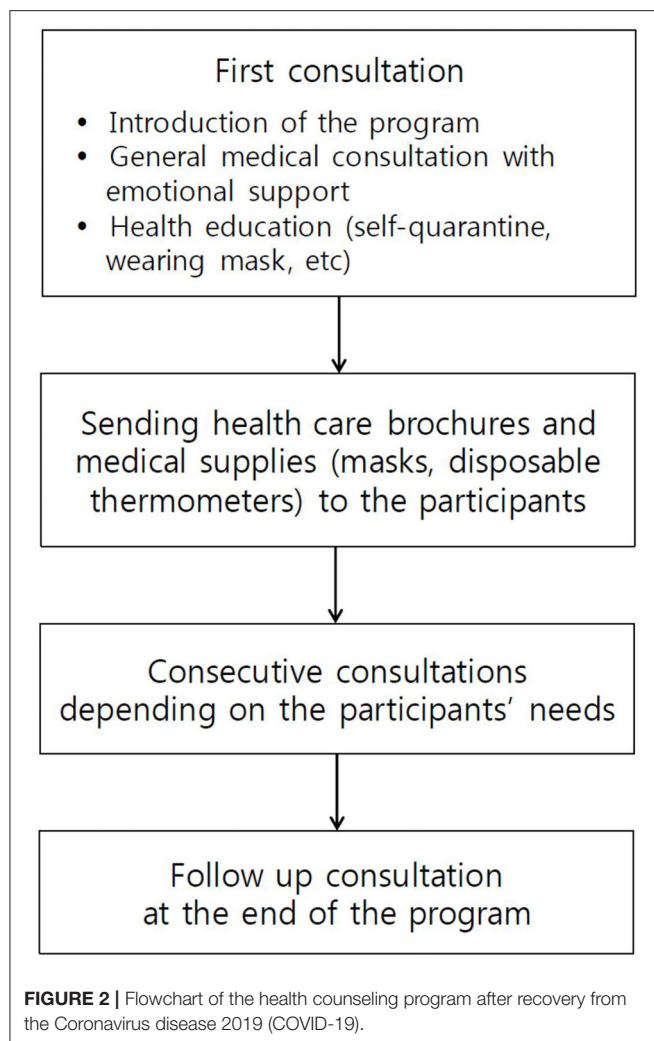 First consultation
• Introduction of the program
• General medical consultation with
emotional support
• Health education (self-quarantine,
wearing mask, etc)
Sending health care brochures and
medical supplies (masks, disposable
thermometers) to the participants
Consecutive consultations
depending on the participants’ needs
Follow up consultation
at the end of the program
FIGURE 2 | Flowchart of the health counseling program after recovery from
the Coronavirus disease 2019 (COVID-19).